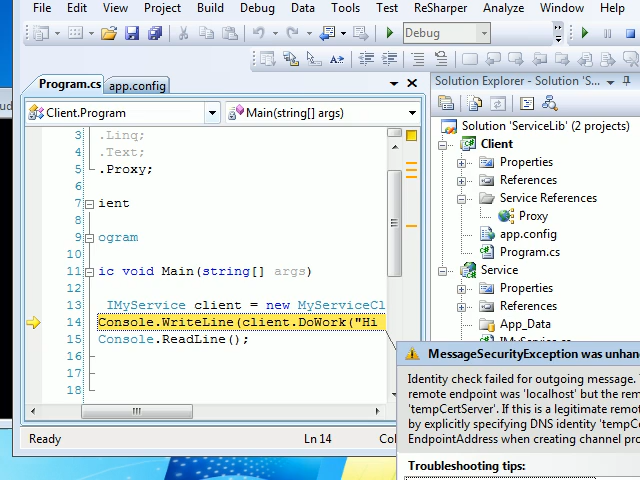 File Edit View Project Build Debug Data Tools Test ReSharper Analyze Window Help
Debug
Program.cs app.config
Solution Explorer - Solution 'S...
Client.Program
Main(string[] args)
Solution 'ServiceLib' (2 projects)
Client
Properties
References
Service References
Proxy
app.config
Program.cs
Service
Properties
References
App_Data
3 .Linq;
4 .Text;
5 .Proxy;
6
7 ient
8
9 ogram
10
11 ic void Main(string[] args)
12
13 IMyService client = new MyServiceCl
14 Console.WriteLine(client.DoWork("Hi
15 Console.ReadLine();
16
17
18
Ready Ln 14 Co
MessageSecurityException was unhan
Identity check failed for outgoing message.
remote endpoint was 'localhost' but the rem
'tempCertServer'. If this is a legitimate remot
by explicitly specifying DNS identity 'tempC
EndpointAddress when creating channel pro
Troubleshooting tips: